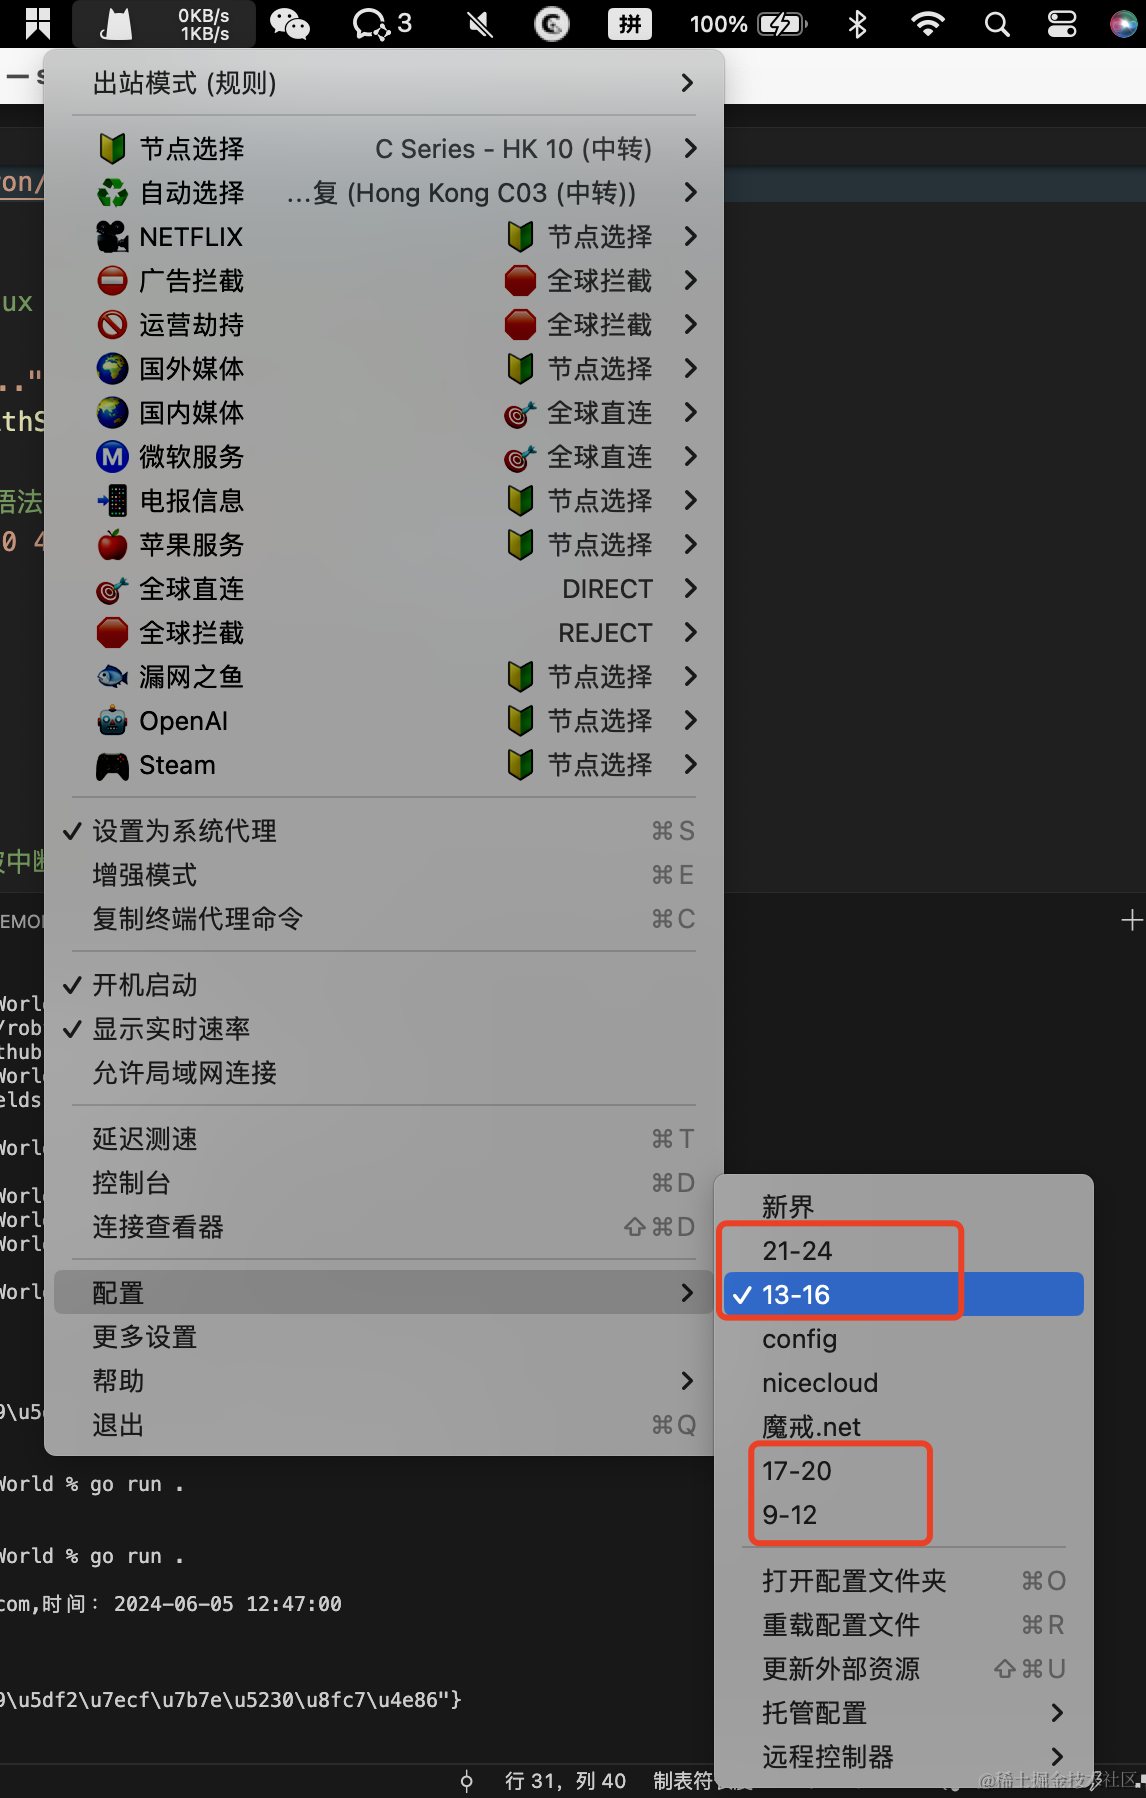 0KB/s
1KB/s
3
拼
100%
出站模式 (规则)
节点选择 C Series - HK 10 (中转)
自动选择 ...复 (Hong Kong C03 (中转))
NETFLIX 节点选择
广告拦截 全球拦截
运营劫持 全球拦截
国外媒体 节点选择
国内媒体 全球直连
微软服务 全球直连
电报信息 节点选择
苹果服务 节点选择
全球直连 DIRECT
全球拦截 REJECT
漏网之鱼 节点选择
OpenAI 节点选择
Steam 节点选择
✓ 设置为系统代理 ⌘ S
增强模式 ⌘ E
复制终端代理命令 ⌘ C
✓ 开机启动
✓ 显示实时速率
允许局域网连接
延迟测速 ⌘ T
控制台 ⌘ D
连接查看器 ⇧ ⌘ D
配置
更多设置
帮助
退出 ⌘ Q
新界
21-24
✓ 13-16
config
nicecloud
魔戒.net
17-20
9-12
打开配置文件夹 ⌘ O
重载配置文件 ⌘ R
更新外部资源 ⇧ ⌘ U
托管配置
远程控制器
on/
ux
.."
thS
语法
0 4
中断
EMO
World
/rob
thub
World
elds
World
World
World
World
World
9\u5
World % go run .
World % go run .
com,时间：2024-06-05 12:47:00
9\u5df2\u7ecf\u7b7e\u5230\u8fc7\u4e86"}
行 31，列 40 制表符
@稀土掘金技术社区